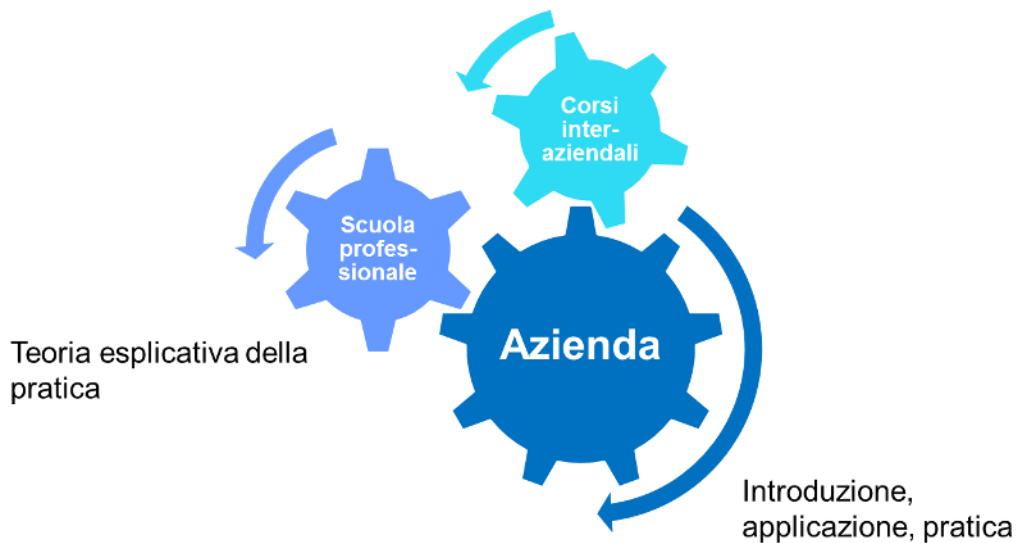 Corsi
inter-
aziendali
Scuola
profes-
sionale
Azienda
Teoria esplicativa della
pratica
Introduzione,
applicazione, pratica